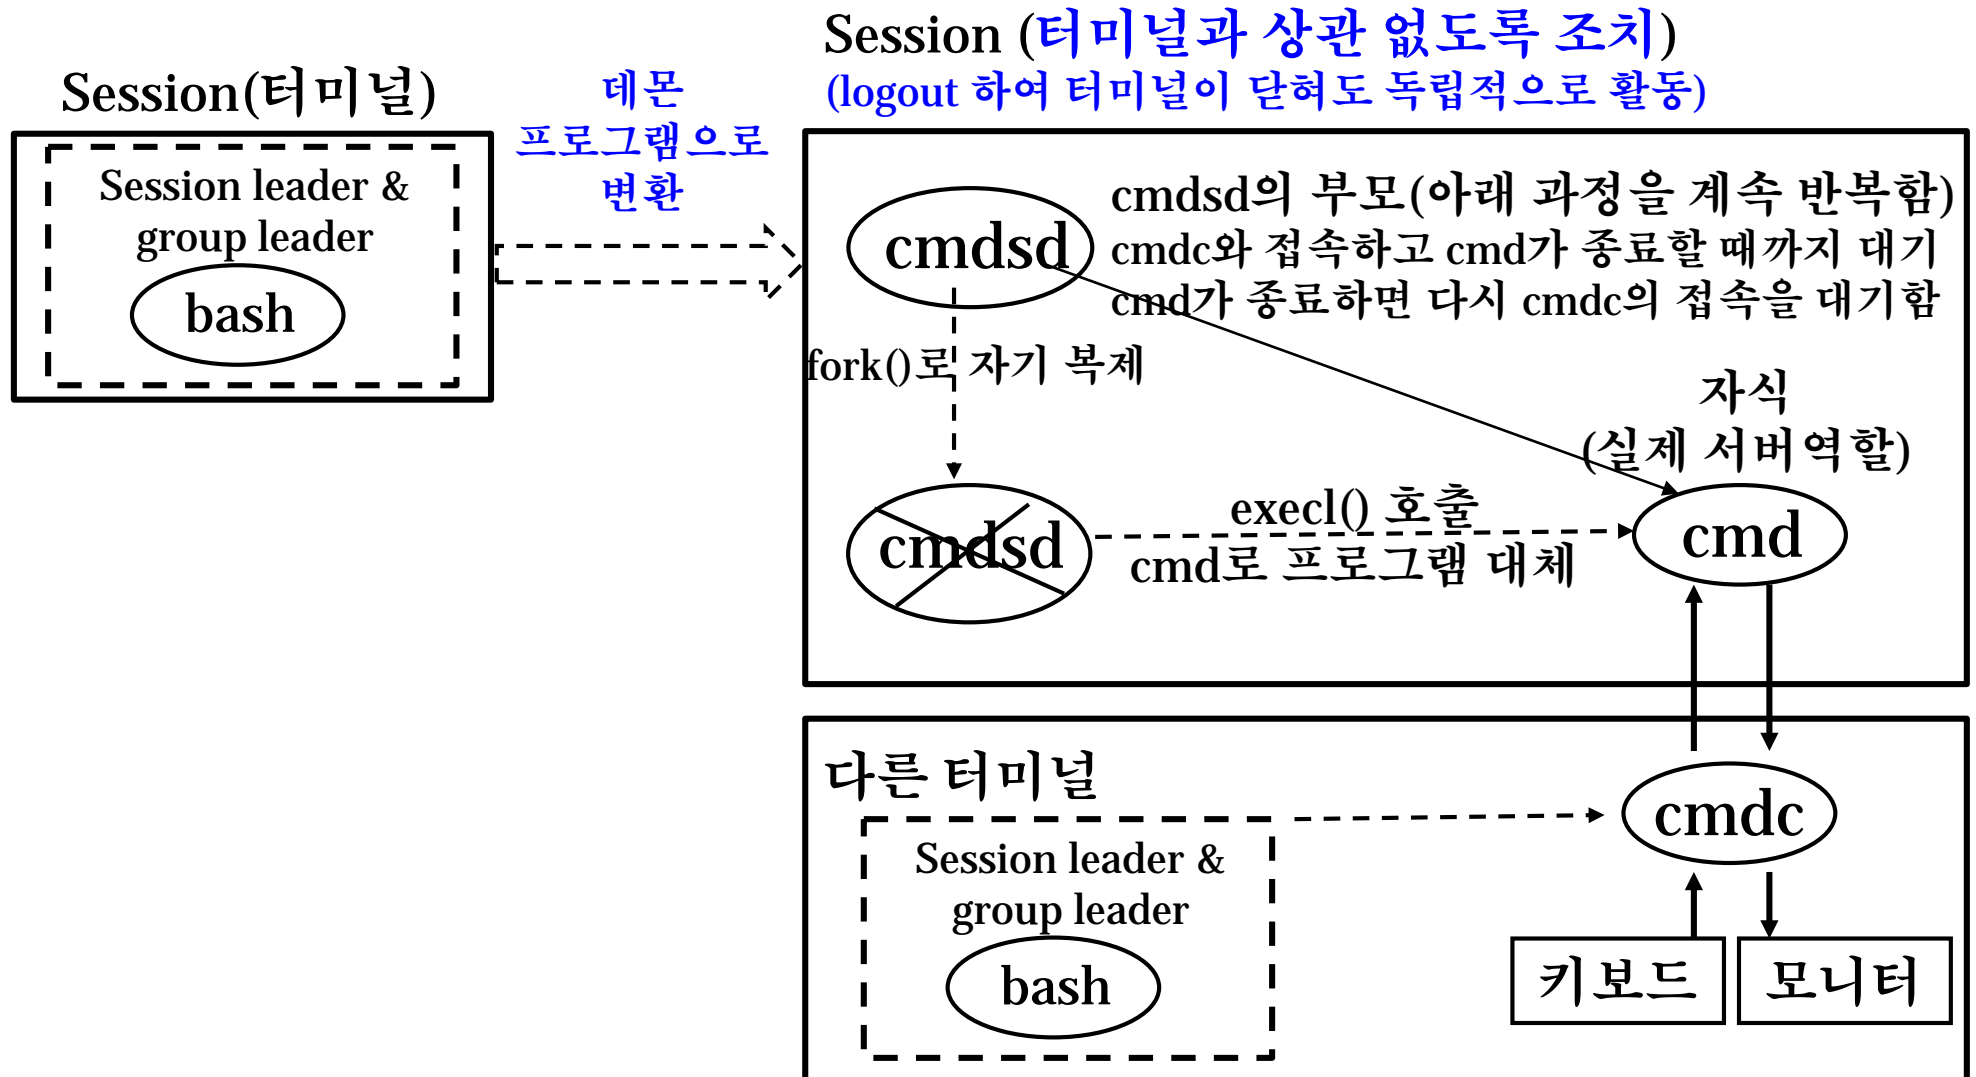 Session(터미널)
Session leader &
group leader
bash
데몬
프로그램으로
변환
Session (터미널과 상관 없도록 조치)
(logout 하여 터미널이 닫혀도 독립적으로 활동)
cmdsd
cmdsd의 부모(아래 과정을 계속 반복함)
cmdc와 접속하고 cmd가 종료할 때까지 대기
cmd가 종료하면 다시 cmdc의 접속을 대기함
fork()로 자기 복제
자식
(실제 서버역할)
cmdsd
execl() 호출
cmd로 프로그램 대체
cmd
다른 터미널
Session leader &
group leader
bash
cmdc
키보드
모니터